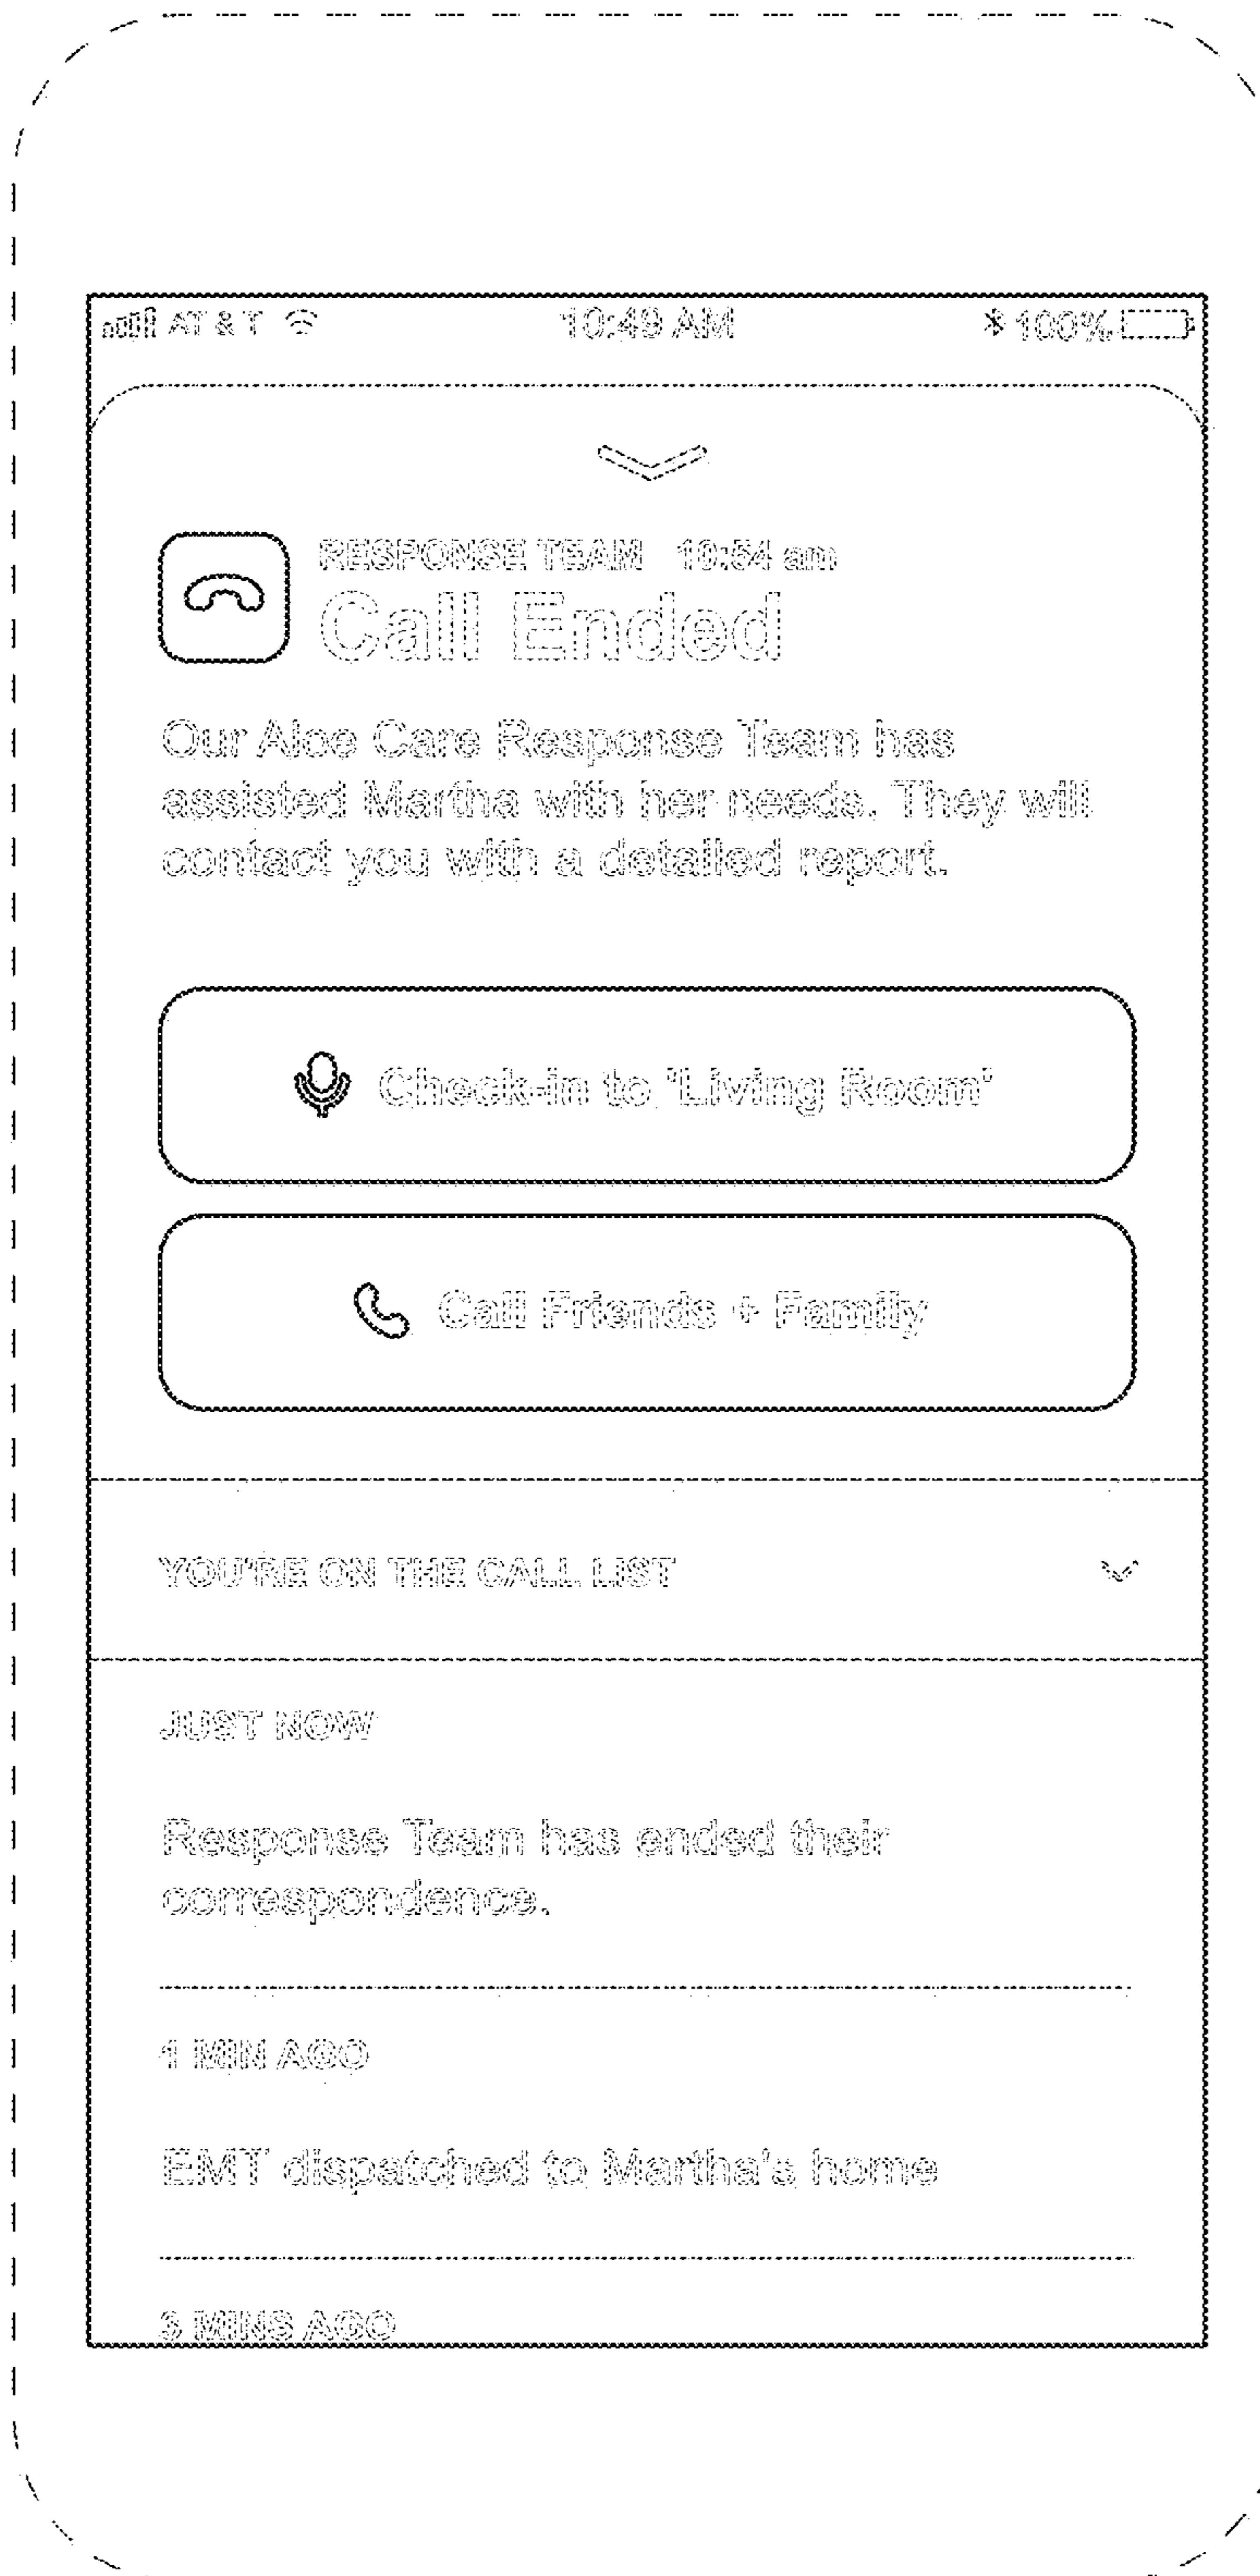 AT & T 10:49 AM 100%
RESPONSE TEAM 10:54 am
Call Ended
Our Aloe Care Response Team has
assisted Martha with her needs. They will
contact you with a detailed report.
Check-in to 'Living Room'
Call Friends + Family
YOU'RE ON THE CALL LIST
JUST NOW
Response Team has ended their
correspondence.
1 MIN AGO
EMT dispatched to Martha's home
3 MINS AGO